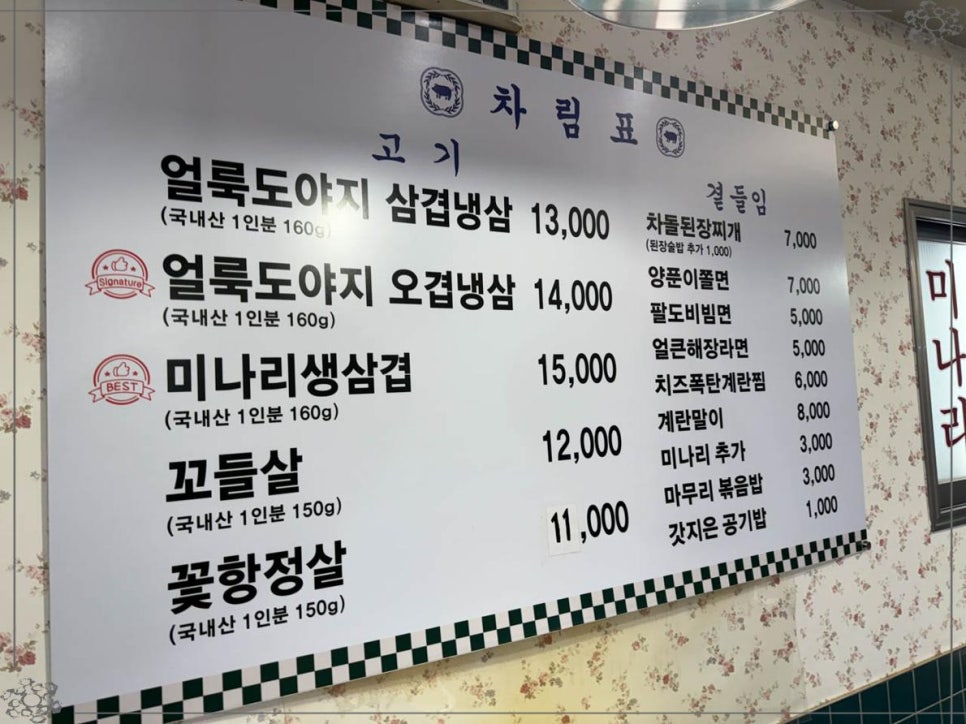 차림표
고기
얼룩도야지 삼겹냉삼 13,000
(국내산 1인분 160g)
Signature
얼룩도야지 오겹냉삼 14,000
(국내산 1인분 160g)
BEST
미나리생삼겹 15,000
(국내산 1인분 160g)
꼬들살 12,000
(국내산 1인분 150g)
꽃항정살 11,000
(국내산 1인분 150g)
곁들임
차돌된장찌개 7,000
(된장술밥 추가 1,000)
양푼이쫄면 7,000
팔도비빔면 5,000
얼큰해장라면 5,000
치즈폭탄계란찜 6,000
계란말이 8,000
미나리 추가 3,000
마무리 볶음밥 3,000
갓지은 공기밥 1,000
미나리